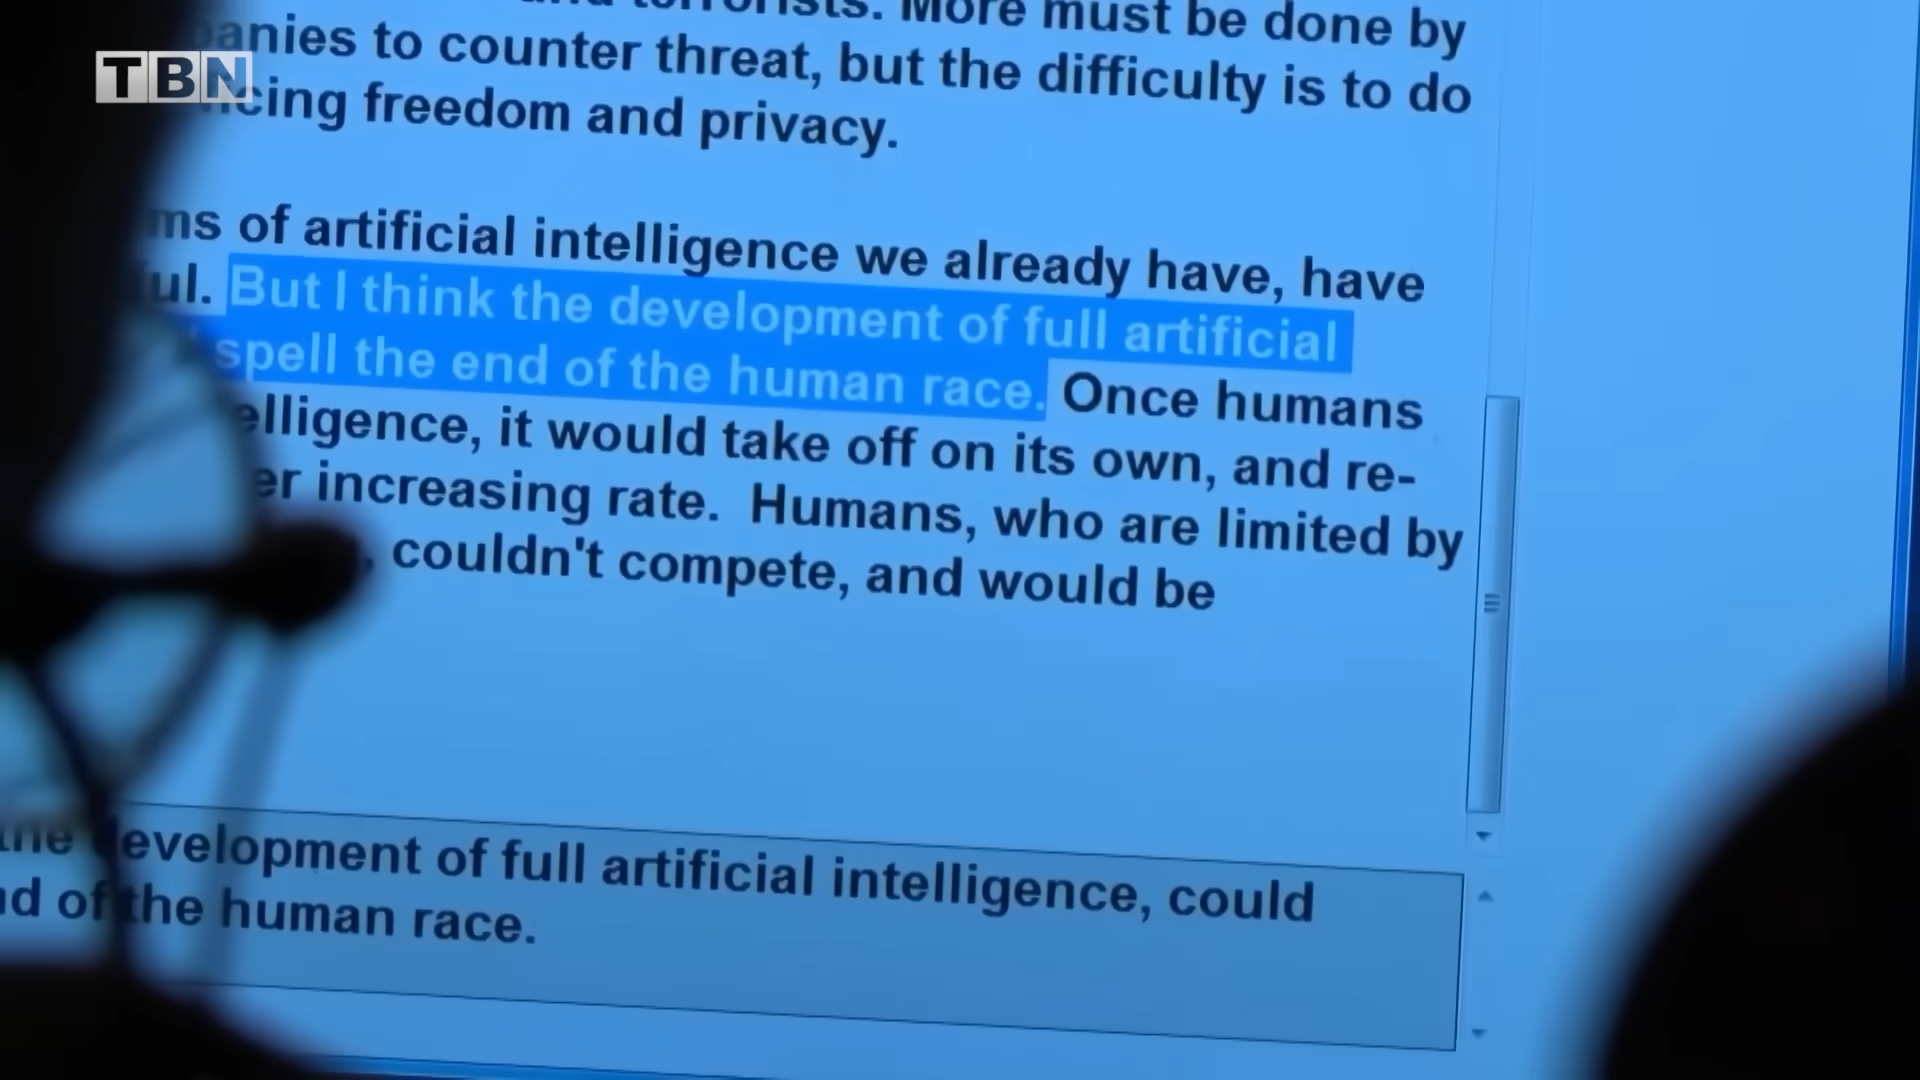 TBN
More must be done by
anies to counter threat, but the difficulty is to do
cing freedom and privacy.
ms of artificial intelligence we already have, have
ul. But I think the development of full artificial
spell the end of the human race. Once humans
elligence, it would take off on its own, and re-
er increasing rate. Humans, who are limited by
, couldn't compete, and would be
the development of full artificial intelligence, could
nd of the human race.